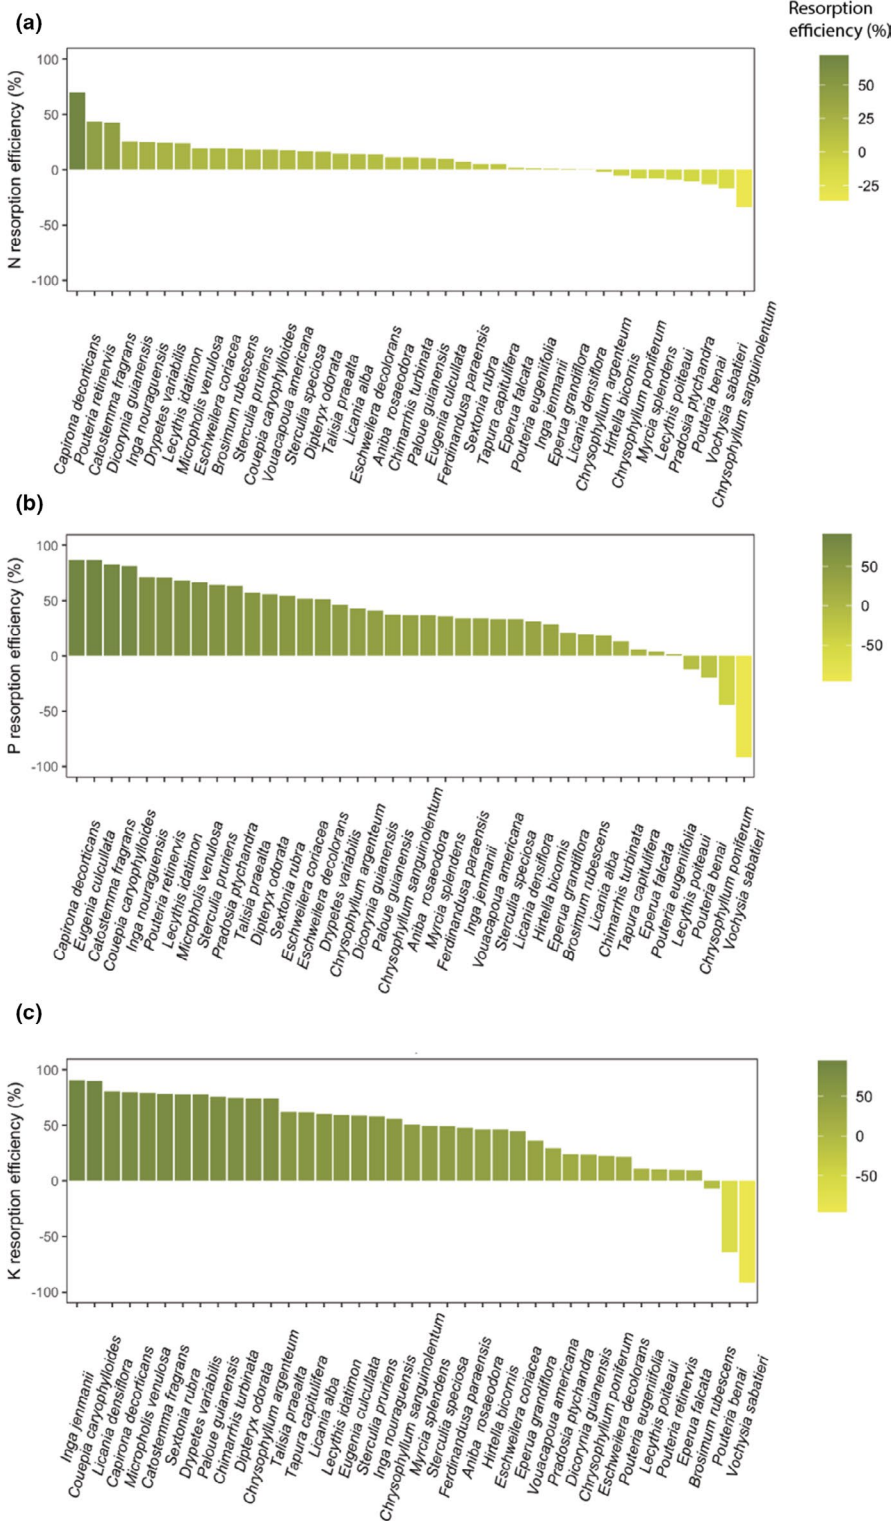 (a)
Resorption
efficiency (%)
N resorption efficiency (%)
100
50
0
-50
-100
50
25
0
-25
Capirona decorticans
Pouteria retinervis
Catostemma fragrans
Dicorynia guianensis
Inga nouraguensis
Drypetes variabilis
Lecythis idatimon
Micropholis venulosa
Eschweilera coriacea
Brosimum rubescens
Sterculia pruriens
Couepia caryophylloides
Vouacapoua americana
Sterculia speciosa
Dipteryx odorata
Talisia praealta
Licania alba
Eschweilera decolorans
Aniba rosaeodora
Chimarrhis turbinata
Paloue guianensis
Eugenia culcullata
Ferdinandusa paraensis
Sextonia rubra
Tapura capitulifera
Eperua falcata
Pouteria eugeniifolia
Inga jenmanii
Eperua grandiflora
Licania densiflora
Chrysophyllum argenteum
Hirtella bicornis
Chrysophyllum poniferum
Myrcia splendens
Lecythis poiteaui
Pradosia ptychandra
Pouteria benai
Vochysia sabatieri
Chrysophyllum sanguinolentum
(b)
P resorption efficiency (%)
100
50
0
-50
-100
50
0
-50
Capirona decorticans
Eugenia culcullata
Catostemma fragrans
Couepia caryophylloides
Inga nouraguensis
Pouteria retinervis
Lecythis idatimon
Micropholis venulosa
Sterculia pruriens
Pradosia ptychandra
Talisia praealta
Dipteryx odorata
Sextonia rubra
Eschweilera coriacea
Eschweilera decolorans
Drypetes variabilis
Chrysophyllum argenteum
Dicorynia guianensis
Paloue guianensis
Chrysophyllum sanguinolentum
Aniba rosaeodora
Myrcia splendens
Ferdinandusa paraensis
Inga jenmanii
Vouacapoua americana
Sterculia speciosa
Licania densiflora
Hirtella bicornis
Eperua grandiflora
Brosimum rubescens
Licania alba
Chimarrhis turbinata
Tapura capitulifera
Eperua falcata
Pouteria eugeniifolia
Lecythis poiteaui
Pouteria benai
Chrysophyllum poniferum
Vochysia sabatieri
(c)
K resorption efficiency (%)
100
50
0
-50
-100
50
0
-50
Inga jenmanii
Couepia caryophylloides
Licania densiflora
Capirona decorticans
Micropholis venulosa
Catostemma fragrans
Sextonia rubra
Drypetes variabilis
Paloue guianensis
Chimarrhis turbinata
Dipteryx odorata
Chrysophyllum argenteum
Talisia praealta
Tapura capitulifera
Licania alba
Lecythis idatimon
Eugenia culcullata
Sterculia pruriens
Inga nouraguensis
Chrysophyllum sanguinolentum
Myrcia splendens
Sterculia speciosa
Ferdinandusa paraensis
Aniba rosaeodora
Hirtella bicornis
Eschweilera coriacea
Eperua grandiflora
Vouacapoua americana
Pradosia ptychandra
Dicorynia guianensis
Chrysophyllum poniferum
Eschweilera decolorans
Pouteria eugeniifolia
Lecythis poiteaui
Pouteria retinervis
Eperua falcata
Brosimum rubescens
Pouteria benai
Vochysia sabatieri